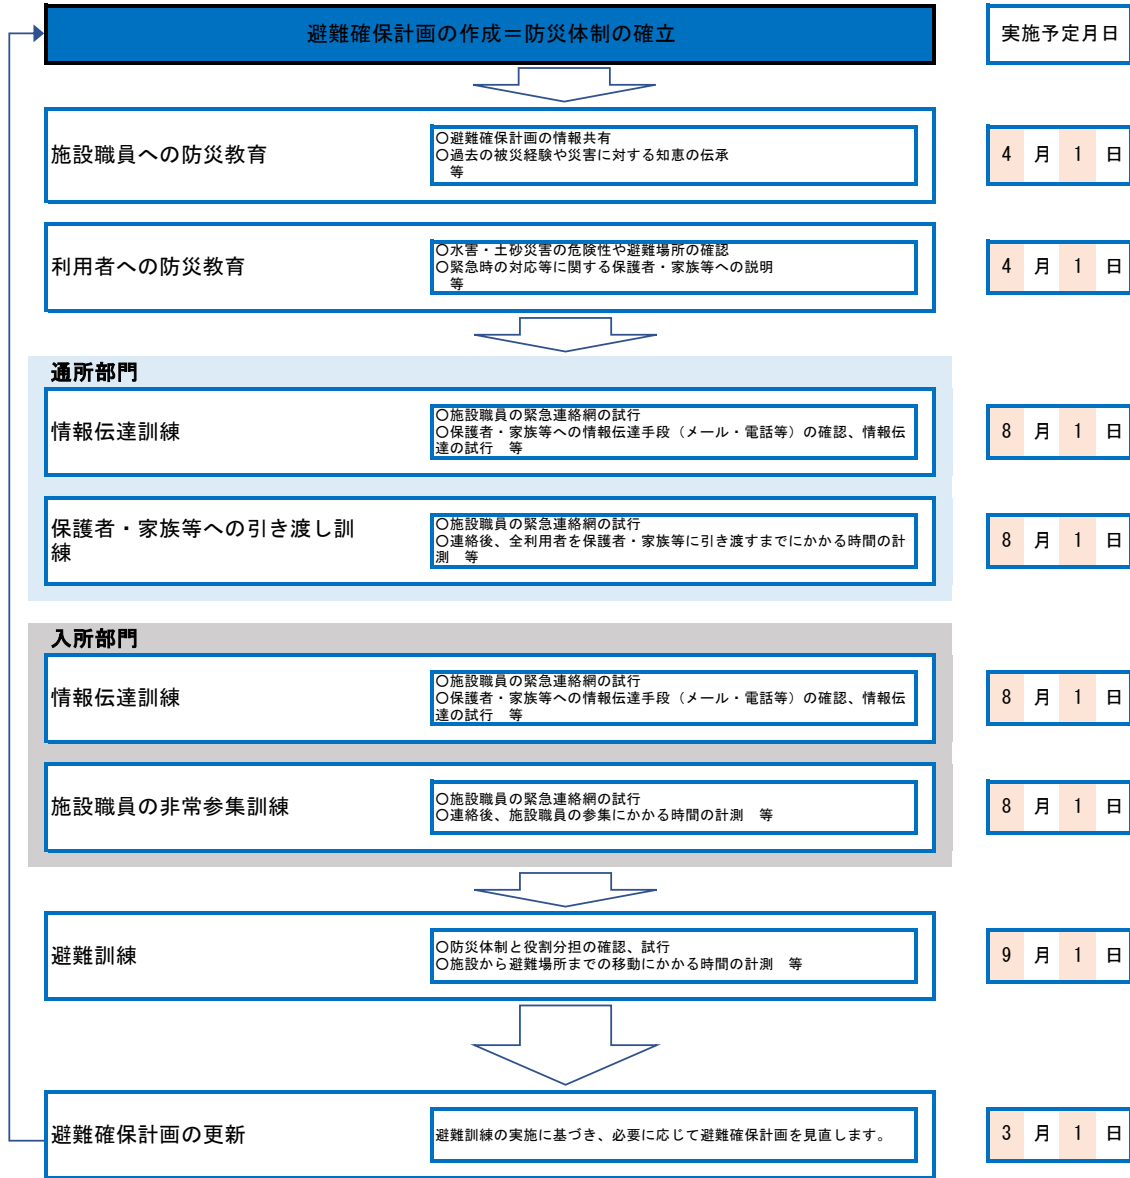 避難確保計画の作成＝防災体制の確立
実施予定月日
施設職員への防災教育
○避難確保計画の情報共有
○過去の被災経験や災害に対する知恵の伝承
等
4 月 1 日
利用者への防災教育
○水害・土砂災害の危険性や避難場所の確認
○緊急時の対応等に関する保護者・家族等への説明
等
4 月 1 日
通所部門
情報伝達訓練
○施設職員の緊急連絡網の試行
○保護者・家族等への情報伝達手段（メール・電話等）の確認、情報伝
達の試行　等
8 月 1 日
保護者・家族等への引き渡し訓
練
○施設職員の緊急連絡網の試行
○連絡後、全利用者を保護者・家族等に引き渡すまでにかかる時間の計
測　等
8 月 1 日
入所部門
情報伝達訓練
○施設職員の緊急連絡網の試行
○保護者・家族等への情報伝達手段（メール・電話等）の確認、情報伝
達の試行　等
8 月 1 日
施設職員の非常参集訓練
○施設職員の緊急連絡網の試行
○連絡後、施設職員の参集にかかる時間の計測　等
8 月 1 日
避難訓練
○防災体制と役割分担の確認、試行
○施設から避難場所までの移動にかかる時間の計測　等
9 月 1 日
避難確保計画の更新
避難訓練の実施に基づき、必要に応じて避難確保計画を見直します。
3 月 1 日